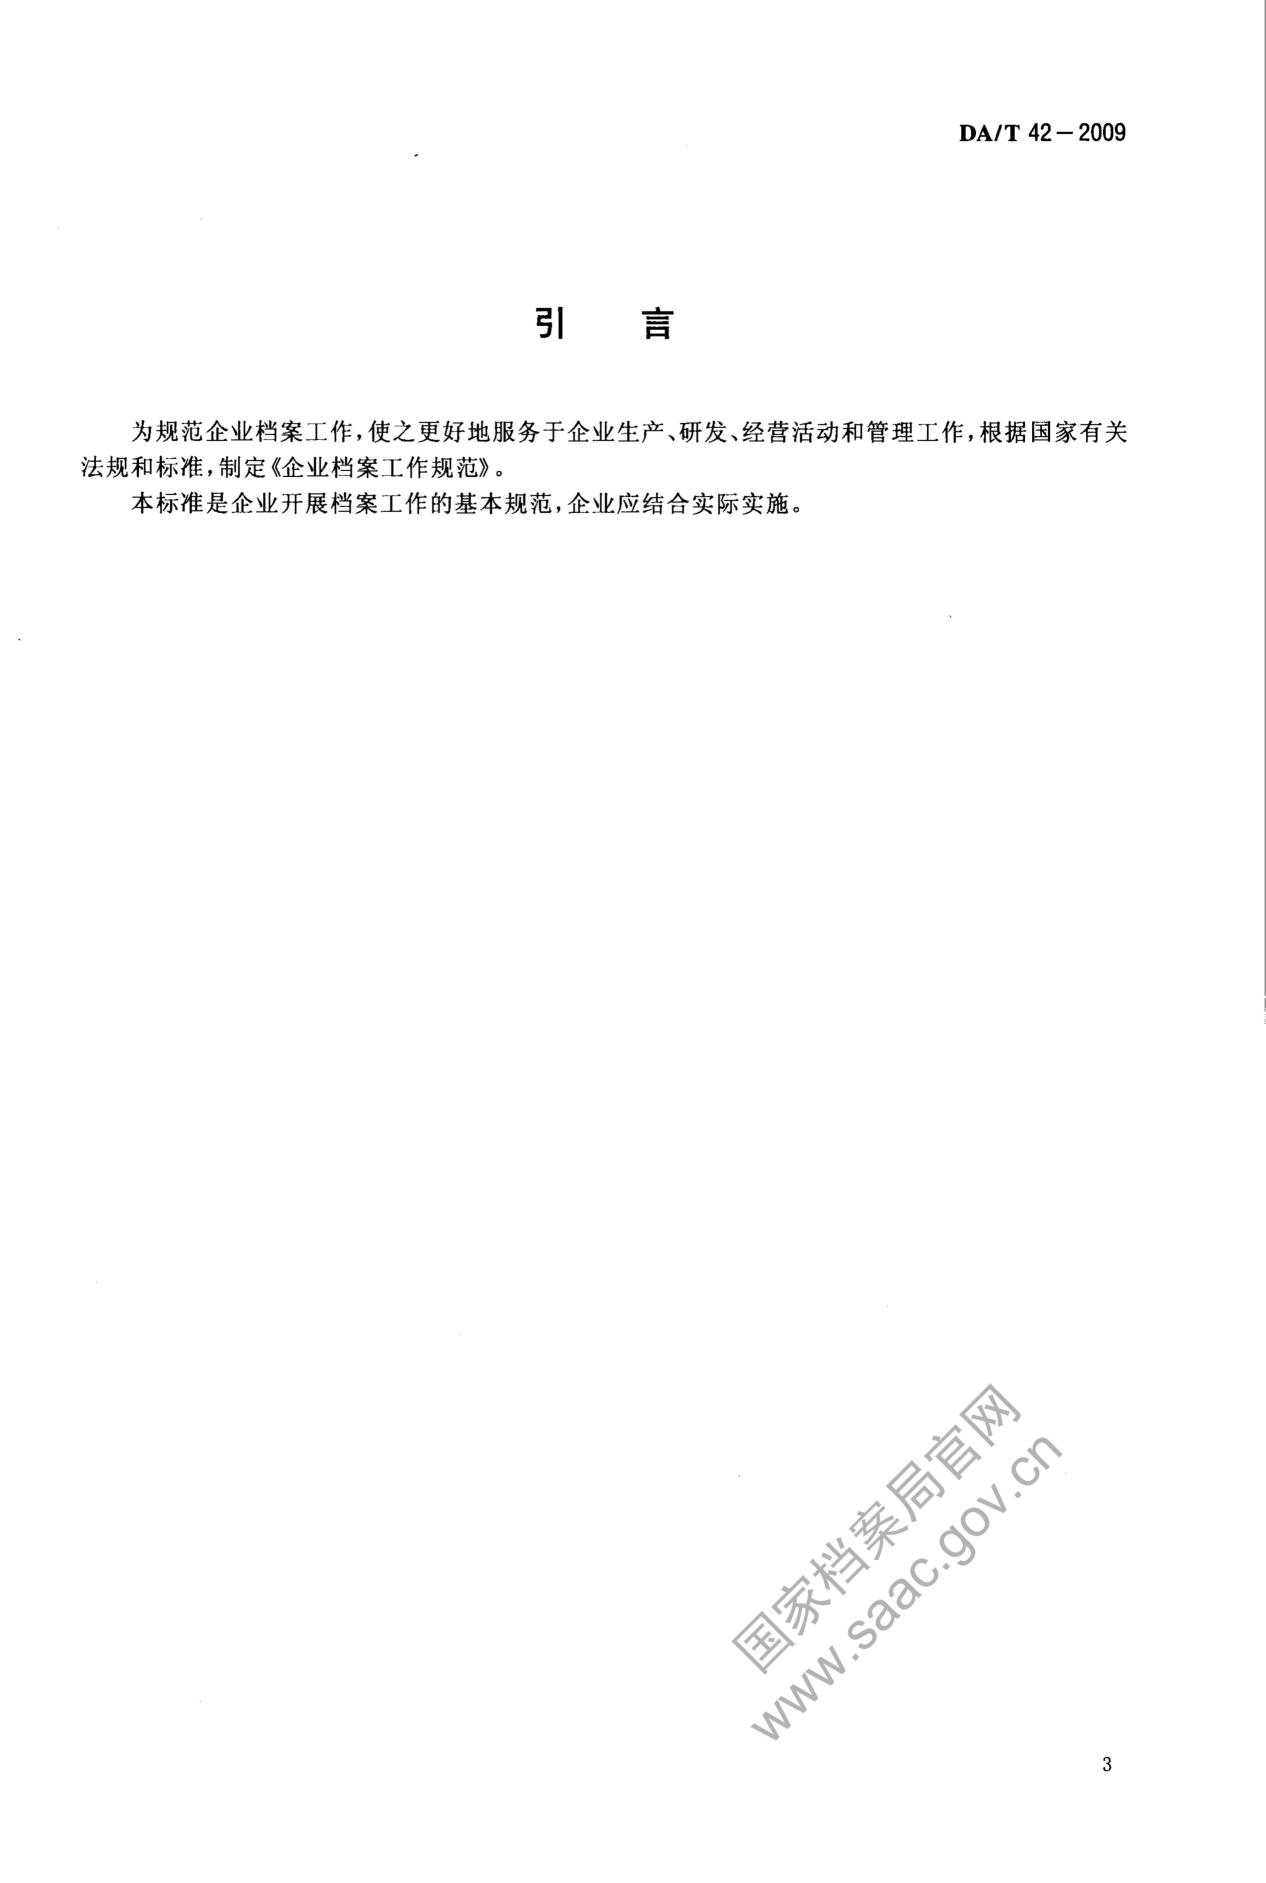 DA/T 42－2009
引 言
为规范企业档案工作，使之更好地服务于企业生产、研发、经营活动和管理工作，根据国家有关
法规和标准，制定《企业档案工作规范》。
本标准是企业开展档案工作的基本规范，企业应结合实际实施。
国家档案局官网
www.saac.gov.cn
3